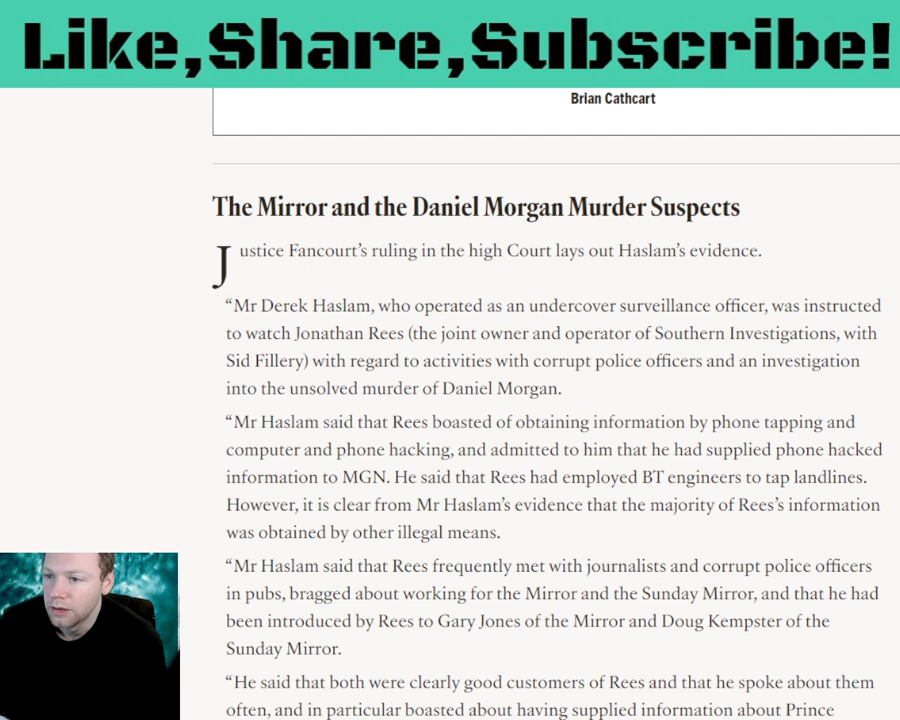 Like,Share,Subscribe!
Brian Cathcart
The Mirror and the Daniel Morgan Murder Suspects
Justice Fancourt’s ruling in the high Court lays out Haslam’s evidence.
“Mr Derek Haslam, who operated as an undercover surveillance officer, was instructed
to watch Jonathan Rees (the joint owner and operator of Southern Investigations, with
Sid Fillery) with regard to activities with corrupt police officers and an investigation
into the unsolved murder of Daniel Morgan.
“Mr Haslam said that Rees boasted of obtaining information by phone tapping and
computer and phone hacking, and admitted to him that he had supplied phone hacked
information to MGN. He said that Rees had employed BT engineers to tap landlines.
However, it is clear from Mr Haslam’s evidence that the majority of Rees’s information
was obtained by other illegal means.
“Mr Haslam said that Rees frequently met with journalists and corrupt police officers
in pubs, bragged about working for the Mirror and the Sunday Mirror, and that he had
been introduced by Rees to Gary Jones of the Mirror and Doug Kempster of the
Sunday Mirror.
“He said that both were clearly good customers of Rees and that he spoke about them
often, and in particular boasted about having supplied information about Prince